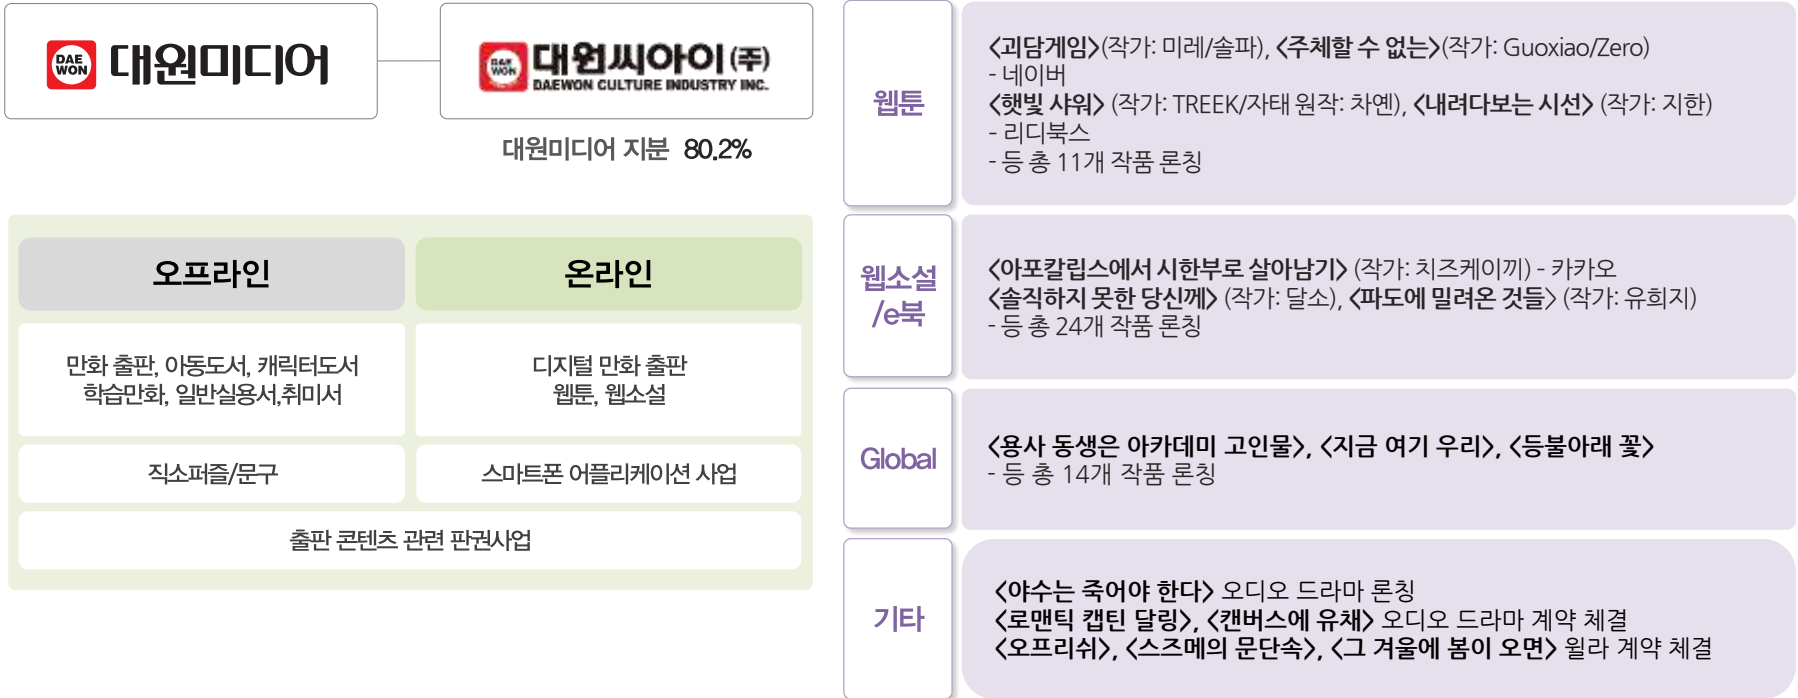 DAE WON 대원미디어
DAE WON 대원씨아이(주)
DAEWON CULTURE INDUSTRY INC.
대원미디어 지분 80.2%
오프라인
온라인
만화 출판, 아동도서, 캐릭터도서
학습만화, 일반실용서,취미서
디지털 만화 출판
웹툰, 웹소설
직소퍼즐/문구
스마트폰 어플리케이션 사업
출판 콘텐츠 관련 판권사업
웹툰
<괴담게임>(작가: 미레/솔파), <주체할 수 없는>(작가: Guoxiao/Zero)
- 네이버
<햇빛 샤워> (작가: TREEK/자태 원작: 차옌), <내려다보는 시선> (작가: 지한)
- 리디북스
- 등 총 11개 작품 론칭
웹소설
/e북
<아포칼립스에서 시한부로 살아남기> (작가: 치즈케이끼) - 카카오
<솔직하지 못한 당신께> (작가: 달소), <파도에 밀려온 것들> (작가: 유희지)
- 등 총 24개 작품 론칭
Global
<용사 동생은 아카데미 고인물>, <지금 여기 우리>, <등불아래 꽃>
- 등 총 14개 작품 론칭
기타
<야수는 죽어야 한다> 오디오 드라마 론칭
<로맨틱 캡틴 달링>, <캔버스에 유채> 오디오 드라마 계약 체결
<오프리쉬>, <스즈메의 문단속>, <그 겨울에 봄이 오면> 윌라 계약 체결